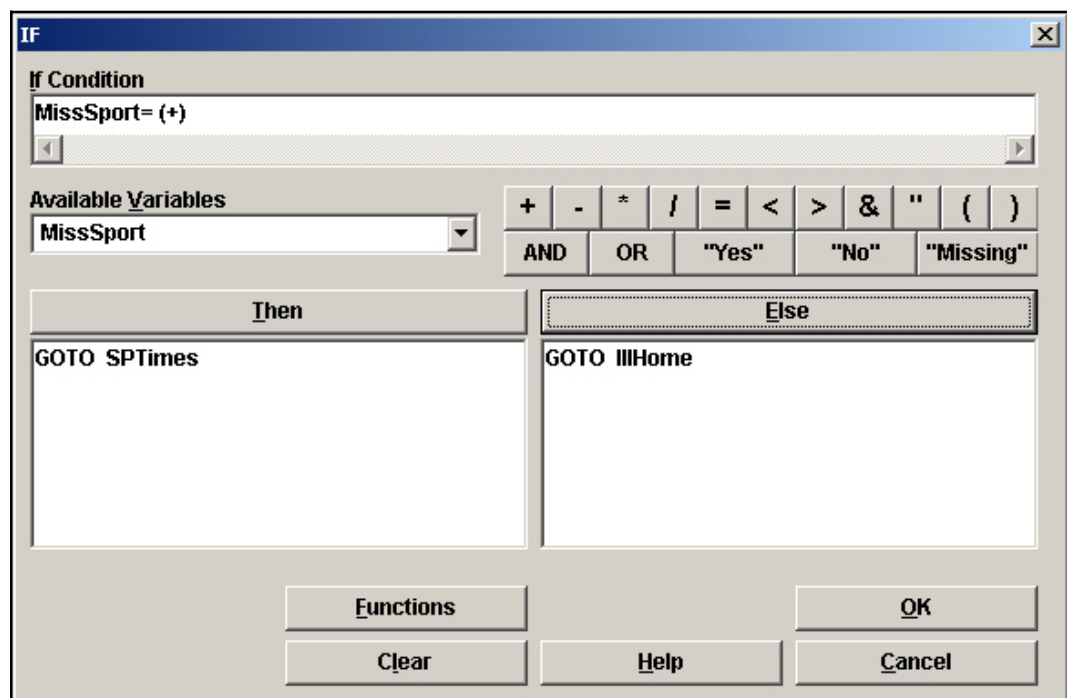 IF
If Condition
MissSport= (+)
Available Variables
MissSport
+ - * / = < > & " ( )
AND OR "Yes" "No" "Missing"
Then Else
GOTO SPTimes GOTO IllHome
Functions OK
Clear Help Cancel